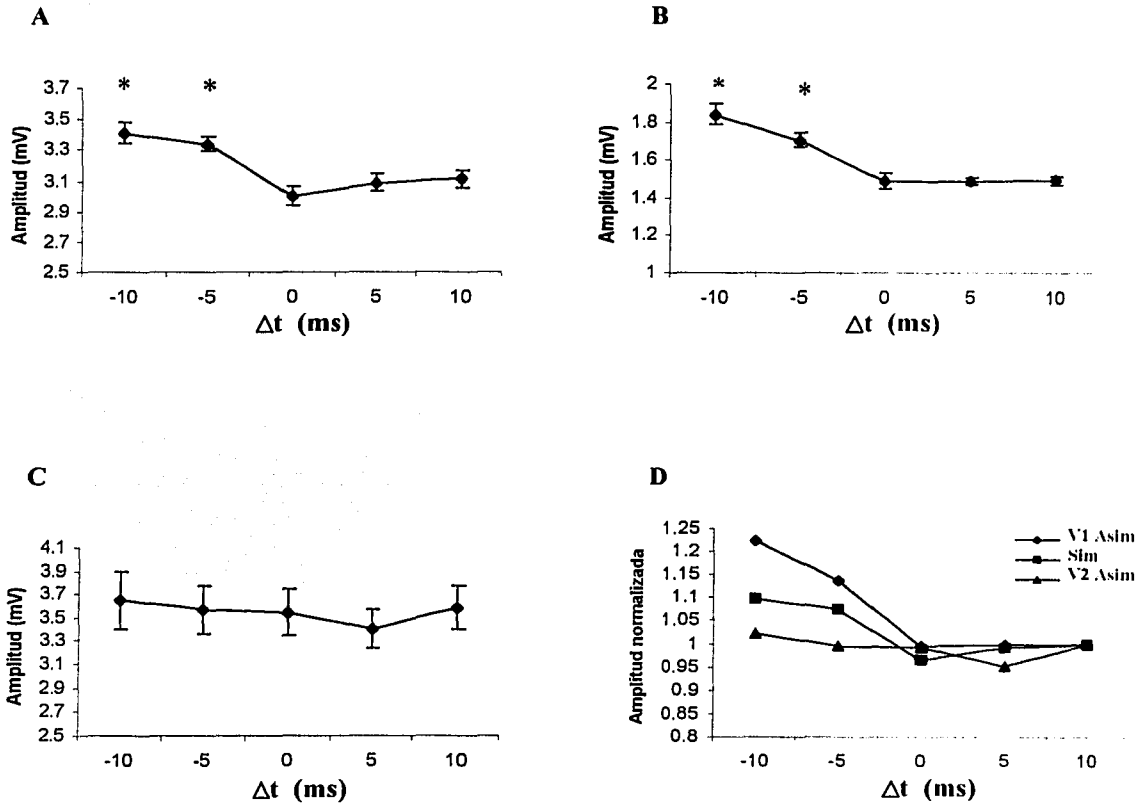 A
*
*
3.7
3.5
3.3
3.1
2.9
2.7
2.5
Amplitud (mV)
-10 -5 0 5 10
Δt (ms)
B
*
*
2
1.8
1.6
1.4
1.2
1
Amplitud (mV)
-10 -5 0 5 10
Δt (ms)
C
4.1
3.9
3.7
3.5
3.3
3.1
2.9
2.7
2.5
Amplitud (mV)
-10 -5 0 5 10
Δt (ms)
D
V1 Asim
Sim
V2 Asim
1.25
1.2
1.15
1.1
1.05
1
0.95
0.9
0.85
0.8
Amplitud normalizada
-10 -5 0 5 10
Δt (ms)